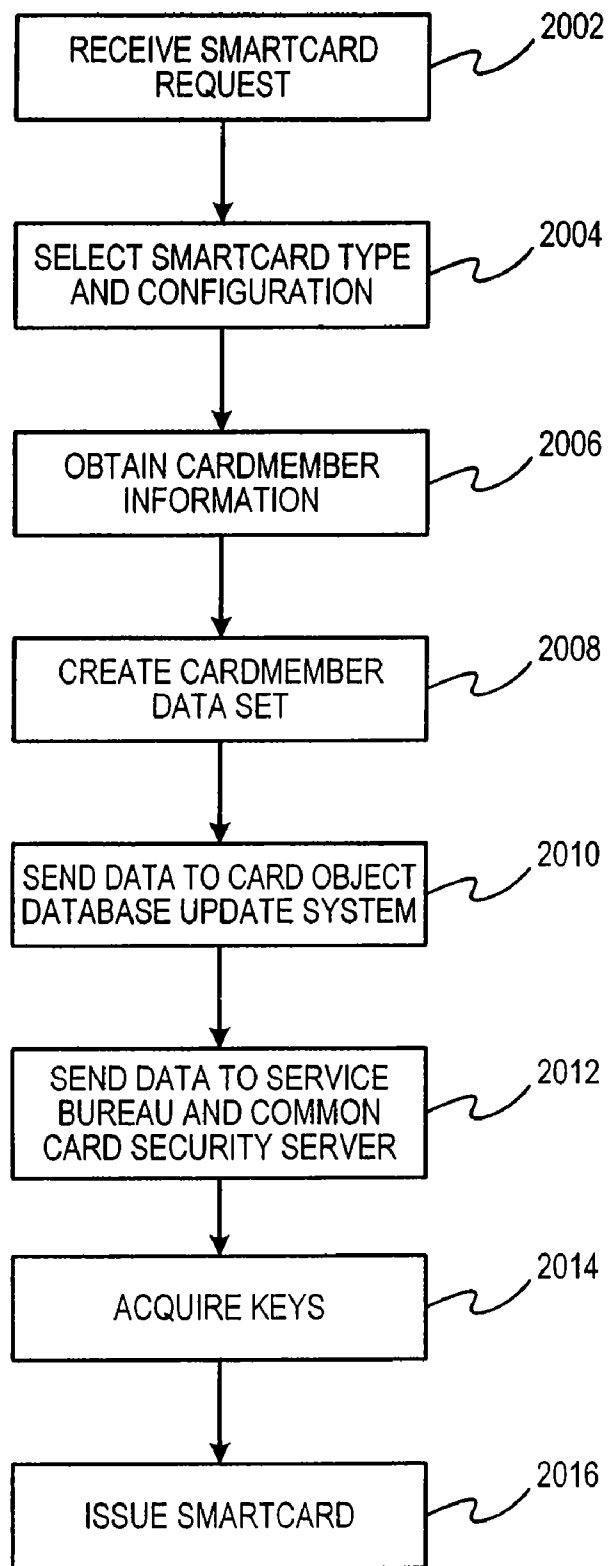 RECEIVE SMARTCARD
REQUEST
2002
SELECT SMARTCARD TYPE
AND CONFIGURATION
2004
OBTAIN CARDMEMBER
INFORMATION
2006
CREATE CARDMEMBER
DATA SET
2008
SEND DATA TO CARD OBJECT
DATABASE UPDATE SYSTEM
2010
SEND DATA TO SERVICE
BUREAU AND COMMON
CARD SECURITY SERVER
2012
ACQUIRE KEYS
2014
ISSUE SMARTCARD
2016